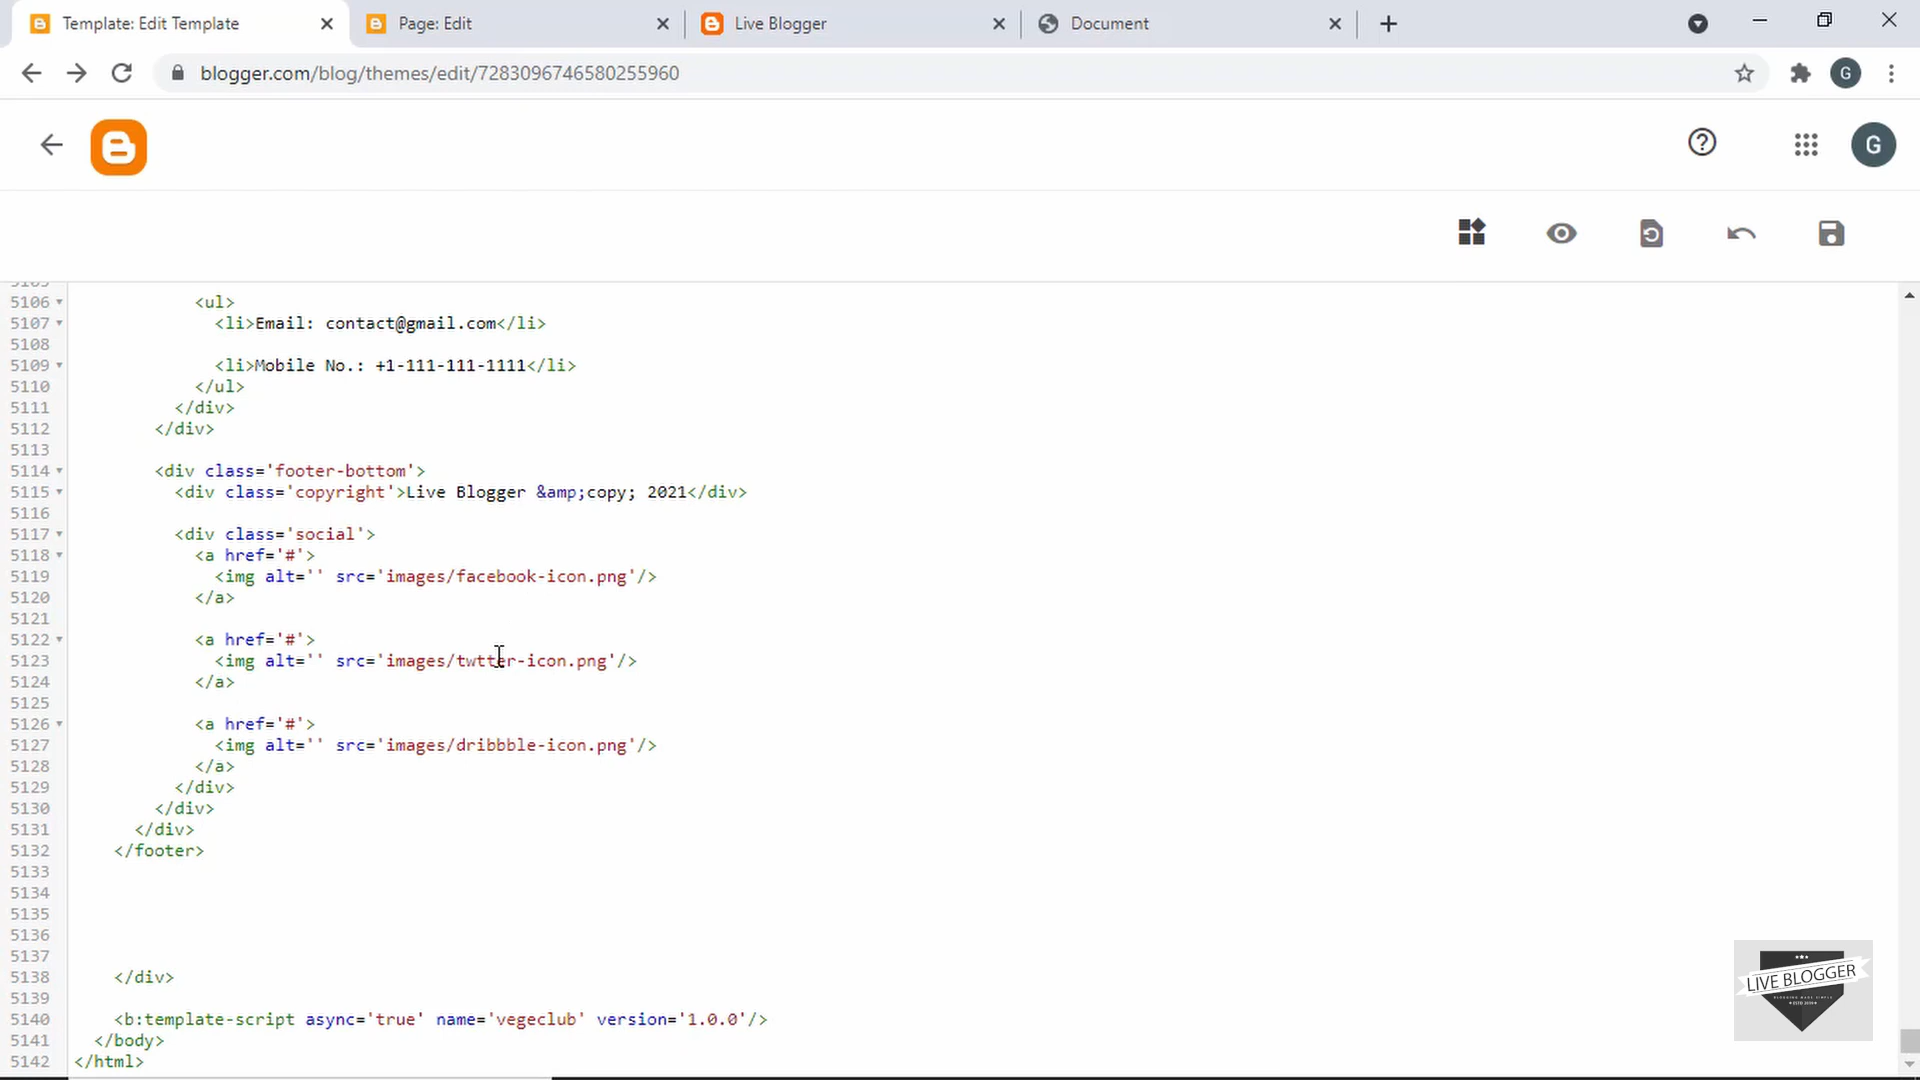 Template: Edit Template
Page: Edit
Live Blogger
Document
blogger.com/blog/themes/edit/7283096746580255960
G
G
5106 <ul>
5107 <li>Email: contact@gmail.com</li>
5108
5109 <li>Mobile No.: +1-111-111-1111</li>
5110 </ul>
5111 </div>
5112 </div>
5113
5114 <div class='footer-bottom'>
5115 <div class='copyright'>Live Blogger &amp;copy; 2021</div>
5116
5117 <div class='social'>
5118 <a href='#'>
5119 <img alt='' src='images/facebook-icon.png'/>
5120 </a>
5121
5122 <a href='#'>
5123 <img alt='' src='images/twtter-icon.png'/>
5124 </a>
5125
5126 <a href='#'>
5127 <img alt='' src='images/dribbble-icon.png'/>
5128 </a>
5129 </div>
5130 </div>
5131 </div>
5132 </footer>
5133
5134
5135
5136
5137
5138 </div>
5139
5140 <b:template-script async='true' name='vegeclub' version='1.0.0'/>
5141 </body>
5142 </html>
LIVE BLOGGER